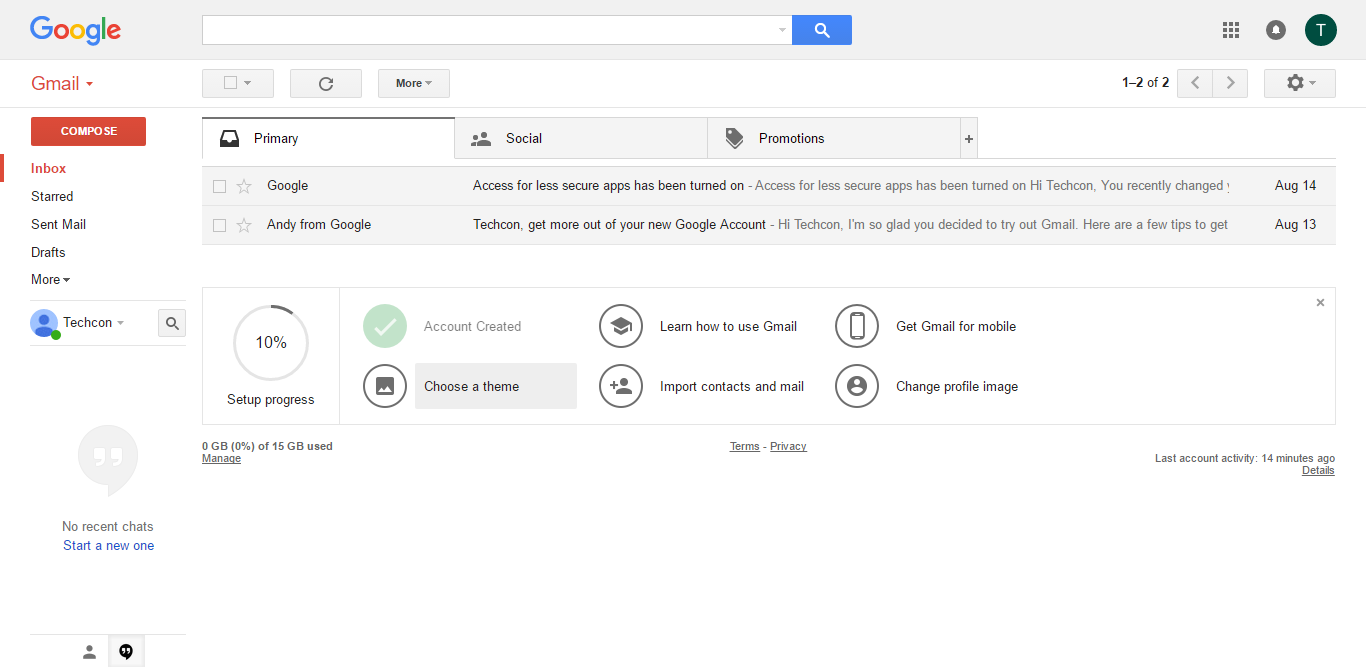 Google
T
Gmail
More
1–2 of 2
COMPOSE
Inbox
Starred
Sent Mail
Drafts
More
Techcon
Primary
Social
Promotions
+
Google Access for less secure apps has been turned on - Access for less secure apps has been turned on Hi Techcon, You recently changed Aug 14
Andy from Google Techcon, get more out of your new Google Account - Hi Techcon, I'm so glad you decided to try out Gmail. Here are a few tips to get Aug 13
10%
Setup progress
Account Created
Learn how to use Gmail
Get Gmail for mobile
Choose a theme
Import contacts and mail
Change profile image
0 GB (0%) of 15 GB used
Manage
Terms - Privacy
Last account activity: 14 minutes ago
Details
No recent chats
Start a new one